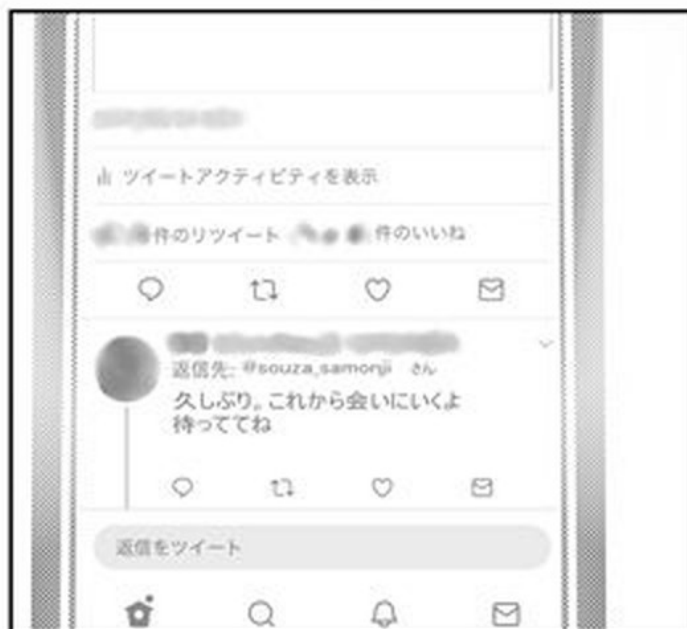 ツイートアクティビティを表示
件のリツイート 件のいいね
返信先: @souza_samonji さん
久しぶり。これから会いにいくよ
待っててね
返信をツイート